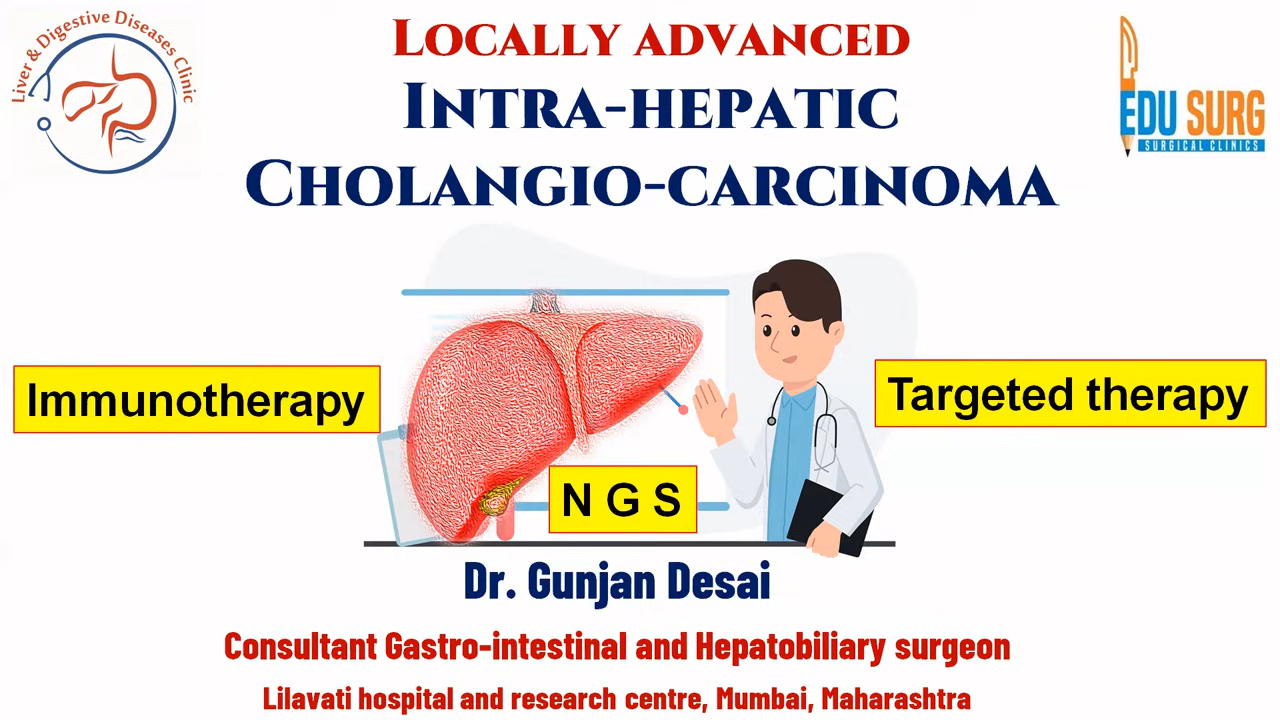 Liver & Digestive Diseases Clinic
LOCALLY ADVANCED
INTRA-HEPATIC
CHOLANGIO-CARCINOMA
EDU SURG
SURGICAL CLINICS
Immunotherapy
Targeted therapy
N G S
Dr. Gunjan Desai
Consultant Gastro-intestinal and Hepatobiliary surgeon
Lilavati hospital and research centre, Mumbai, Maharashtra